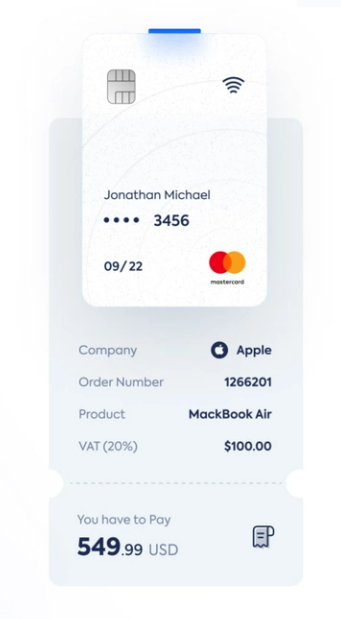 Jonathan Michael
•••• 3456
09/22
mastercard
Company Apple
Order Number 1266201
Product MackBook Air
VAT (20%) $100.00
You have to Pay
549.99 USD